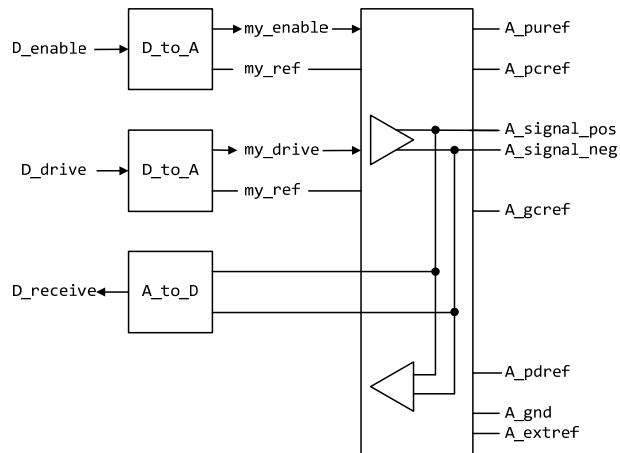 my_enable
A_puref
D_enable
D_to_A
my_ref
A_pcref
A_signal_pos
my_drive
A_signal_neg
D_drive
D_to_A
my_ref
A_gcref
D_receive
A_to_D
A_pdref
A_gnd
A_extref